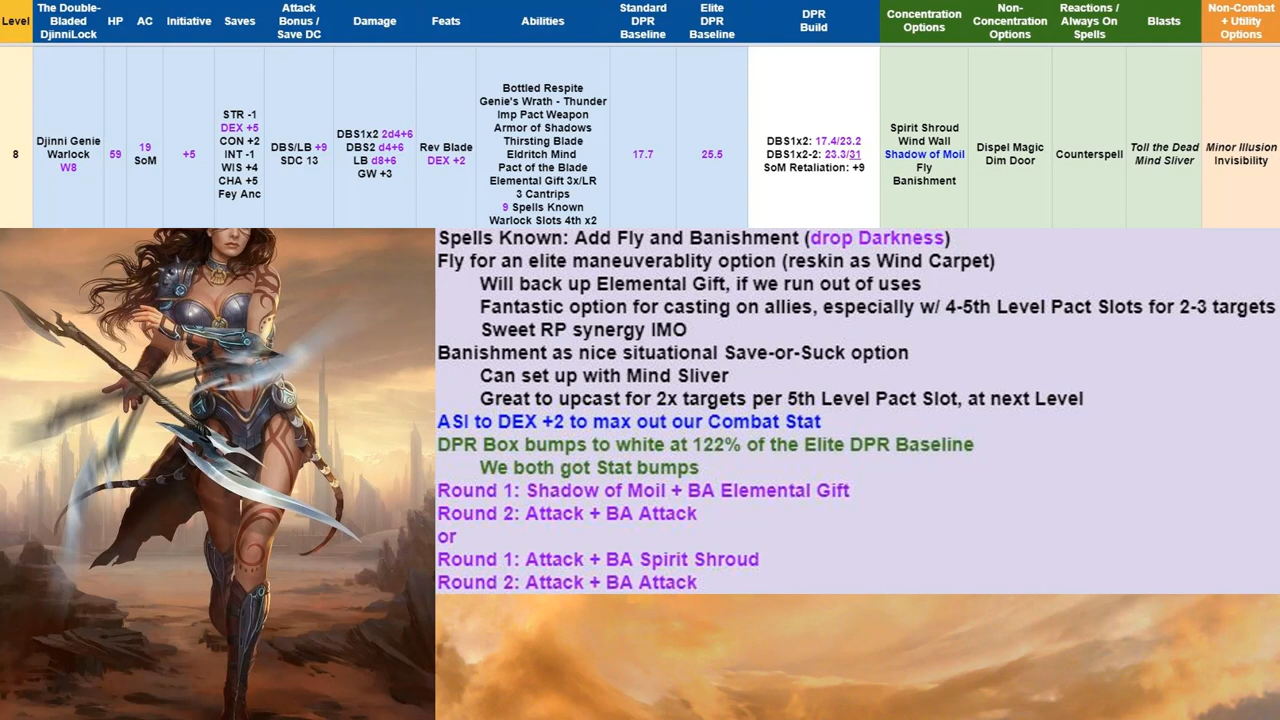 Level
The Double-
Bladed
DjinniLock
HP
AC
Initiative
Saves
Attack
Bonus /
Save DC
Damage
Feats
Abilities
Standard
DPR
Baseline
Elite
DPR
Baseline
DPR
Build
Concentration
Options
Non-
Concentration
Options
Reactions /
Always On
Spells
Blasts
Non-Combat
+ Utility
Options
8
Djinni Genie
Warlock
W8
59
19
SoM
+5
STR -1
DEX +5
CON +2
INT -1
WIS +4
CHA +5
Fey Anc
DBS/LB +9
SDC 13
DBS1x2 2d4+6
DBS2 d4+6
LB d8+6
GW +3
Rev Blade
DEX +2
Bottled Respite
Genie's Wrath - Thunder
Imp Pact Weapon
Armor of Shadows
Thirsting Blade
Eldritch Mind
Pact of the Blade
Elemental Gift 3x/LR
3 Cantrips
9 Spells Known
Warlock Slots 4th x2
17.7
25.5
DBS1x2: 17.4/23.2
DBS1x2-2: 23.3/31
SoM Retaliation: +9
Spirit Shroud
Wind Wall
Shadow of Moil
Fly
Banishment
Dispel Magic
Dim Door
Counterspell
Toll the Dead
Mind Sliver
Minor Illusion
Invisibility
Spells Known: Add Fly and Banishment (drop Darkness)
Fly for an elite maneuverablity option (reskin as Wind Carpet)
Will back up Elemental Gift, if we run out of uses
Fantastic option for casting on allies, especially w/ 4-5th Level Pact Slots for 2-3 targets
Sweet RP synergy IMO
Banishment as nice situational Save-or-Suck option
Can set up with Mind Sliver
Great to upcast for 2x targets per 5th Level Pact Slot, at next Level
ASI to DEX +2 to max out our Combat Stat
DPR Box bumps to white at 122% of the Elite DPR Baseline
We both got Stat bumps
Round 1: Shadow of Moil + BA Elemental Gift
Round 2: Attack + BA Attack
or
Round 1: Attack + BA Spirit Shroud
Round 2: Attack + BA Attack